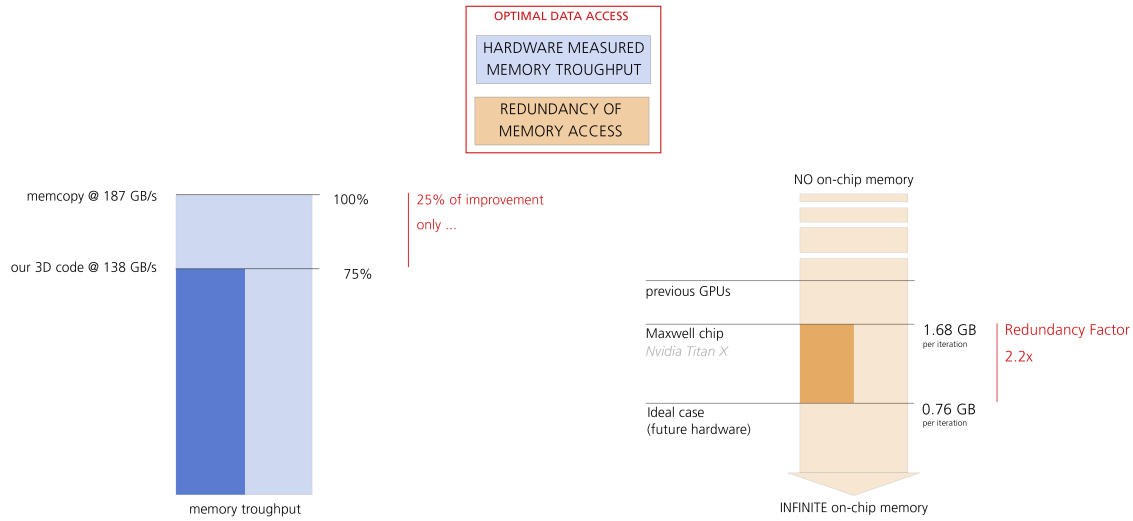 OPTIMAL DATA ACCESS
HARDWARE MEASURED
MEMORY TROUGHPUT
REDUNDANCY OF
MEMORY ACCESS
memcopy @ 187 GB/s
100%
25% of improvement
only ...
our 3D code @ 138 GB/s
75%
memory troughput
NO on-chip memory
previous GPUs
Maxwell chip
Nvidia Titan X
1.68 GB
per iteration
Redundancy Factor
2.2x
Ideal case
(future hardware)
0.76 GB
per iteration
INFINITE on-chip memory